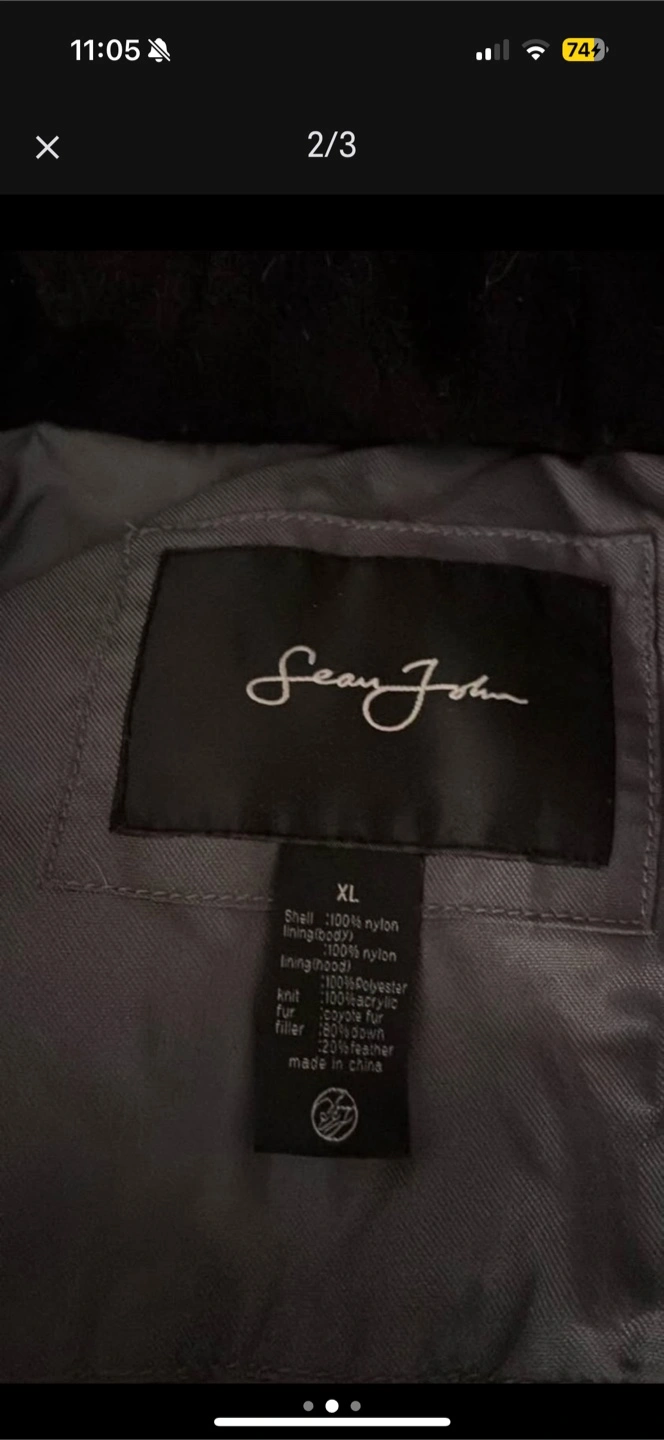 11:05
74
2/3
Sean John
XL
Shell :100% nylon
lining(body)
:100% nylon
lining(hood)
:100%Polyester
knit :100%acrylic
fur :coyote fur
filler :80%down
:20%feather
made in china